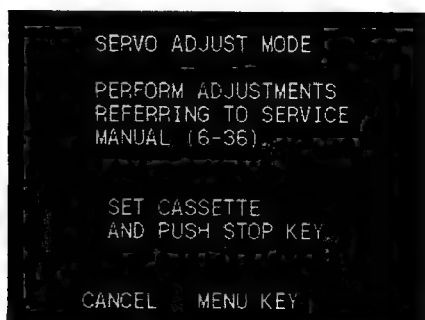 SERVO ADJUST MODE
PERFORM ADJUSTMENTS
REFERRING TO SERVICE
MANUAL (6-36).
SET CASSETTE
AND PUSH STOP KEY.
CANCEL MENU KEY